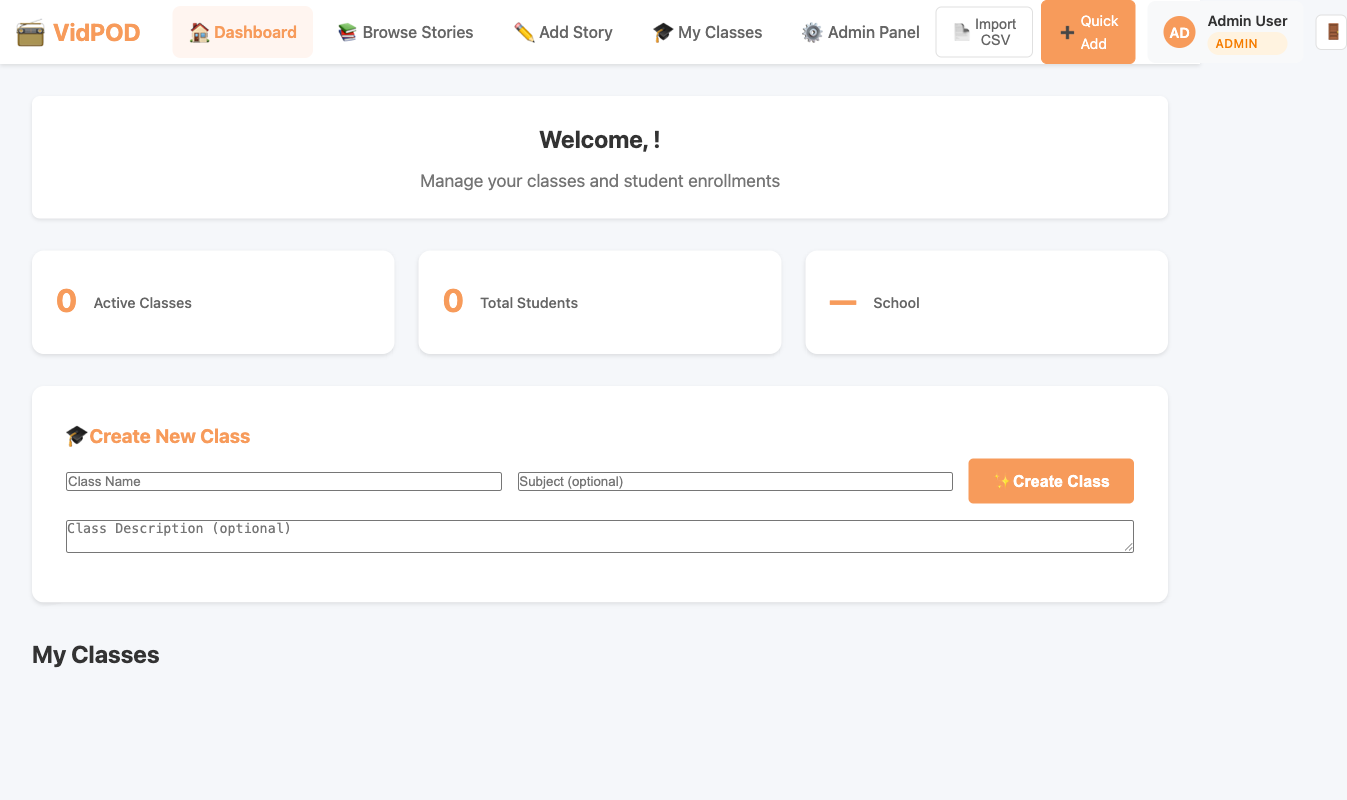 VidPOD
Dashboard
Browse Stories
Add Story
My Classes
Admin Panel
Import
CSV
Quick
Add
AD
Admin User
ADMIN
Welcome, !
Manage your classes and student enrollments
0 Active Classes
0 Total Students
— School
Create New Class
Class Name
Subject (optional)
Create Class
Class Description (optional)
My Classes